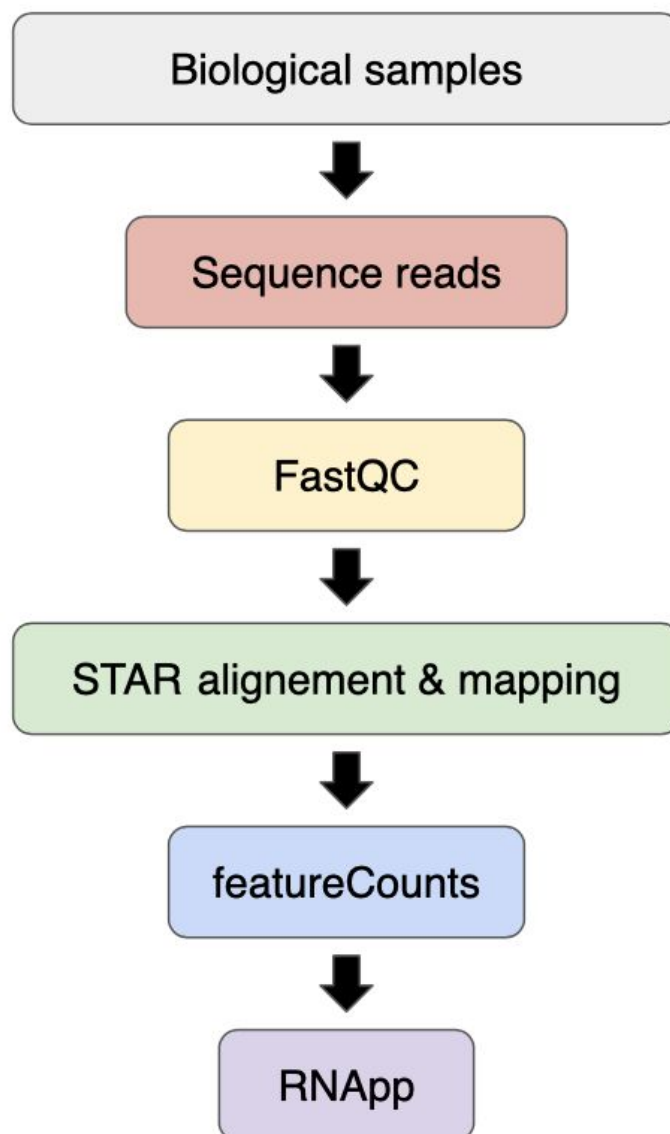 Biological samples
Sequence reads
FastQC
STAR alignement & mapping
featureCounts
RNApp